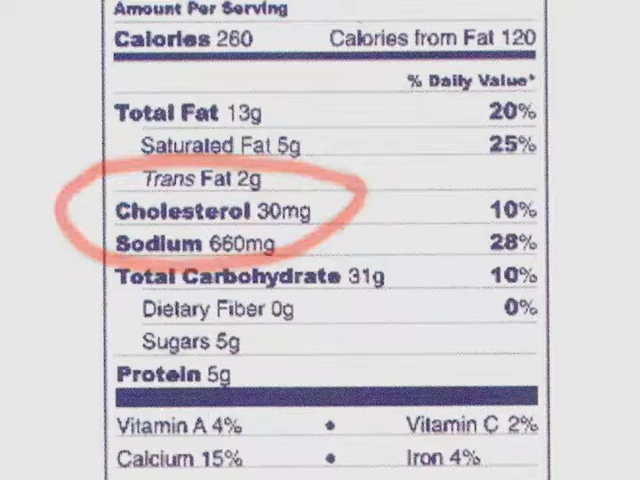 Amount Per Serving
Calories 260 Calories from Fat 120
% Daily Value*
Total Fat 13g 20%
Saturated Fat 5g 25%
Trans Fat 2g
Cholesterol 30mg 10%
Sodium 660mg 28%
Total Carbohydrate 31g 10%
Dietary Fiber 0g 0%
Sugars 5g
Protein 5g
Vitamin A 4% • Vitamin C 2%
Calcium 15% • Iron 4%